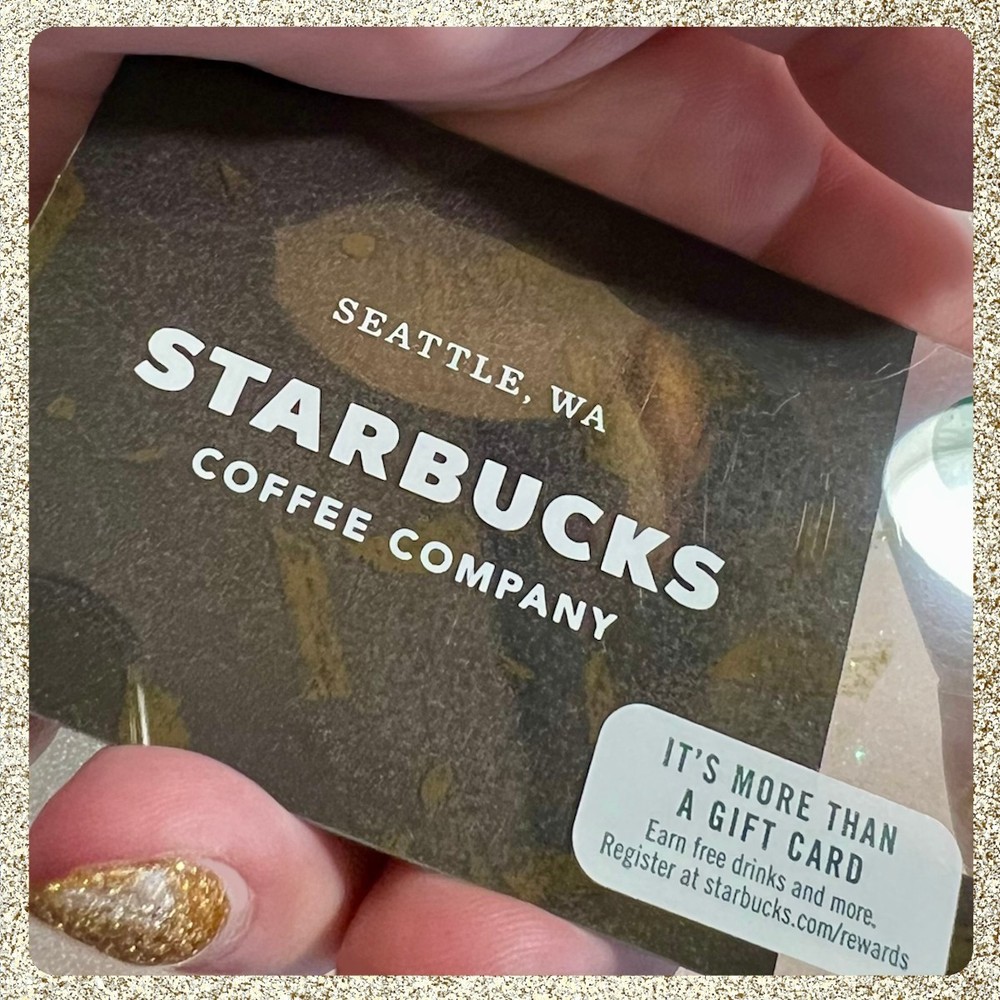 SEATTLE, WA
STARBUCKS
COFFEE COMPANY
IT'S MORE THAN
A GIFT CARD
Earn free drinks and more.
Register at starbucks.com/rewards